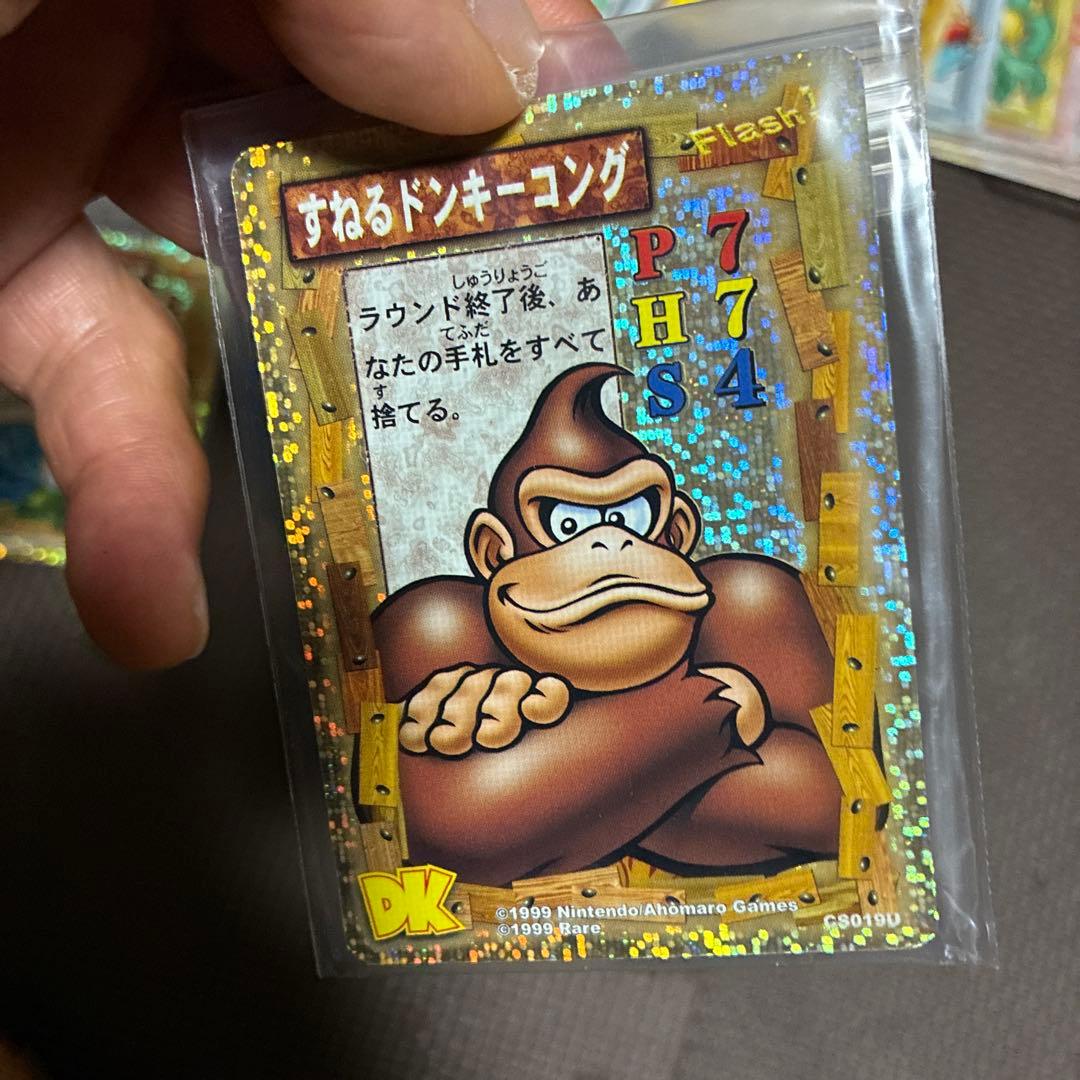 Flash!
すねるドンキーコング
P 7
H 7
S 4
しゅうりょうご
ラウンド終了後、あ
てふだ
なたの手札をすべて
す
捨てる。
DK
©1999 Nintendo/Ahomaro Games
©1999 Rare
CS019U